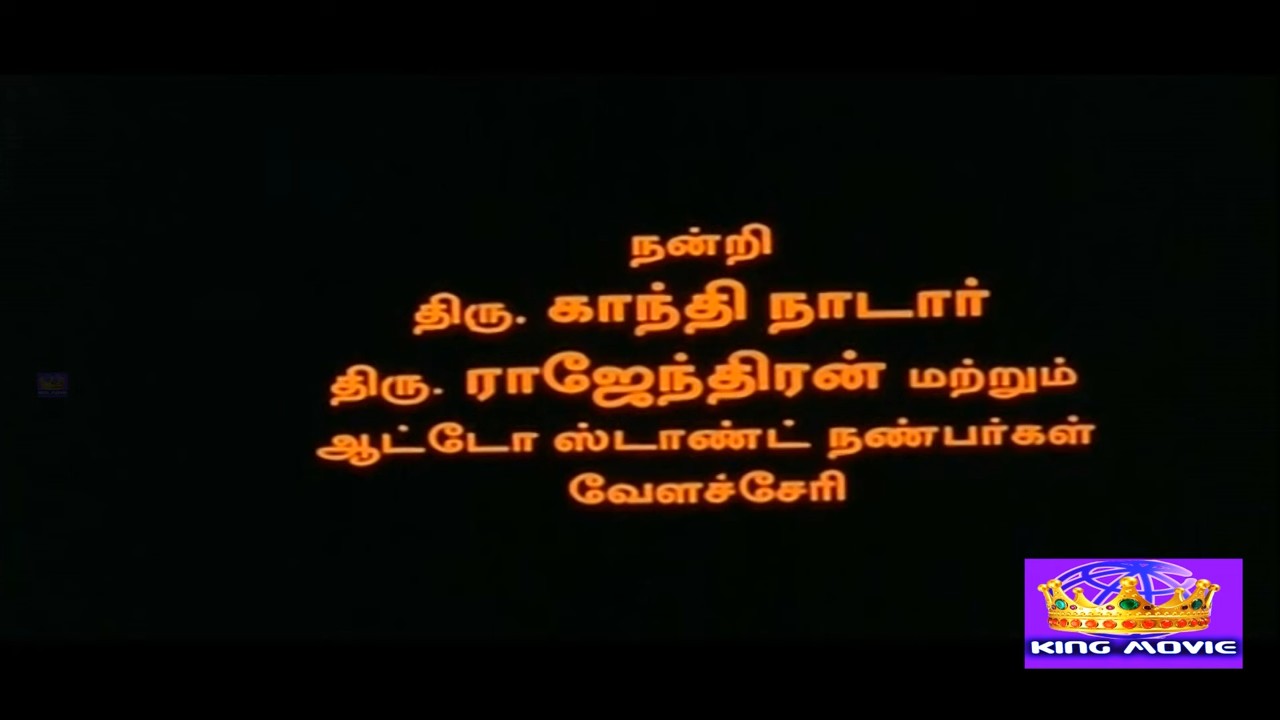 நன்றி
திரு. காந்தி நாடார்
திரு. ராஜேந்திரன் மற்றும்
ஆட்டோ ஸ்டாண்ட் நண்பர்கள்
வேளச்சேரி
KING MOVIE